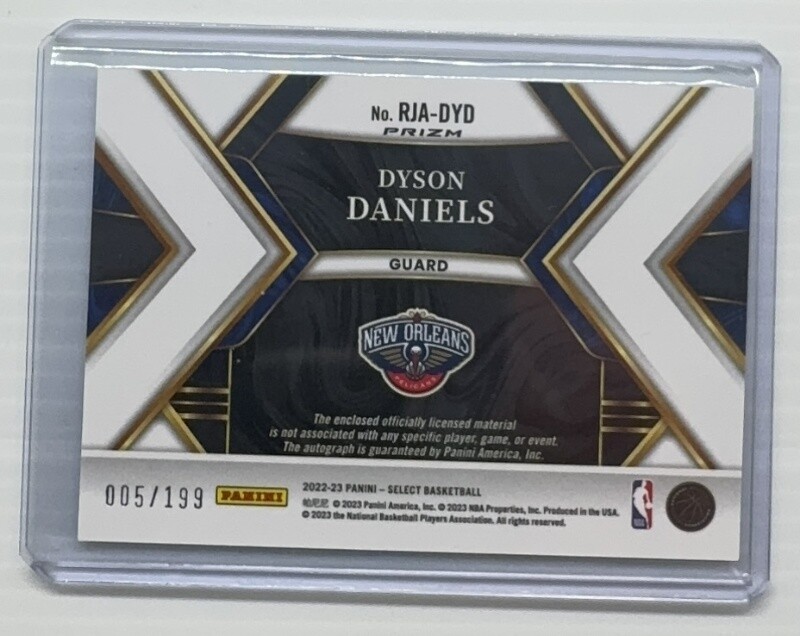 No. RJA-DYD
PRIZM
DYSON
DANIELS
GUARD
NEW ORLEANS
PELICANS
The enclosed officially licensed material
is not associated with any specific player, game, or event.
The autograph is guaranteed by Panini America, Inc.
005/199
PANINI
2022-23 PANINI – SELECT BASKETBALL
帕尼尼 © 2023 Panini America, Inc. © 2023 NBA Properties, Inc. Produced in the USA.
© 2023 the National Basketball Players Association. All rights reserved.